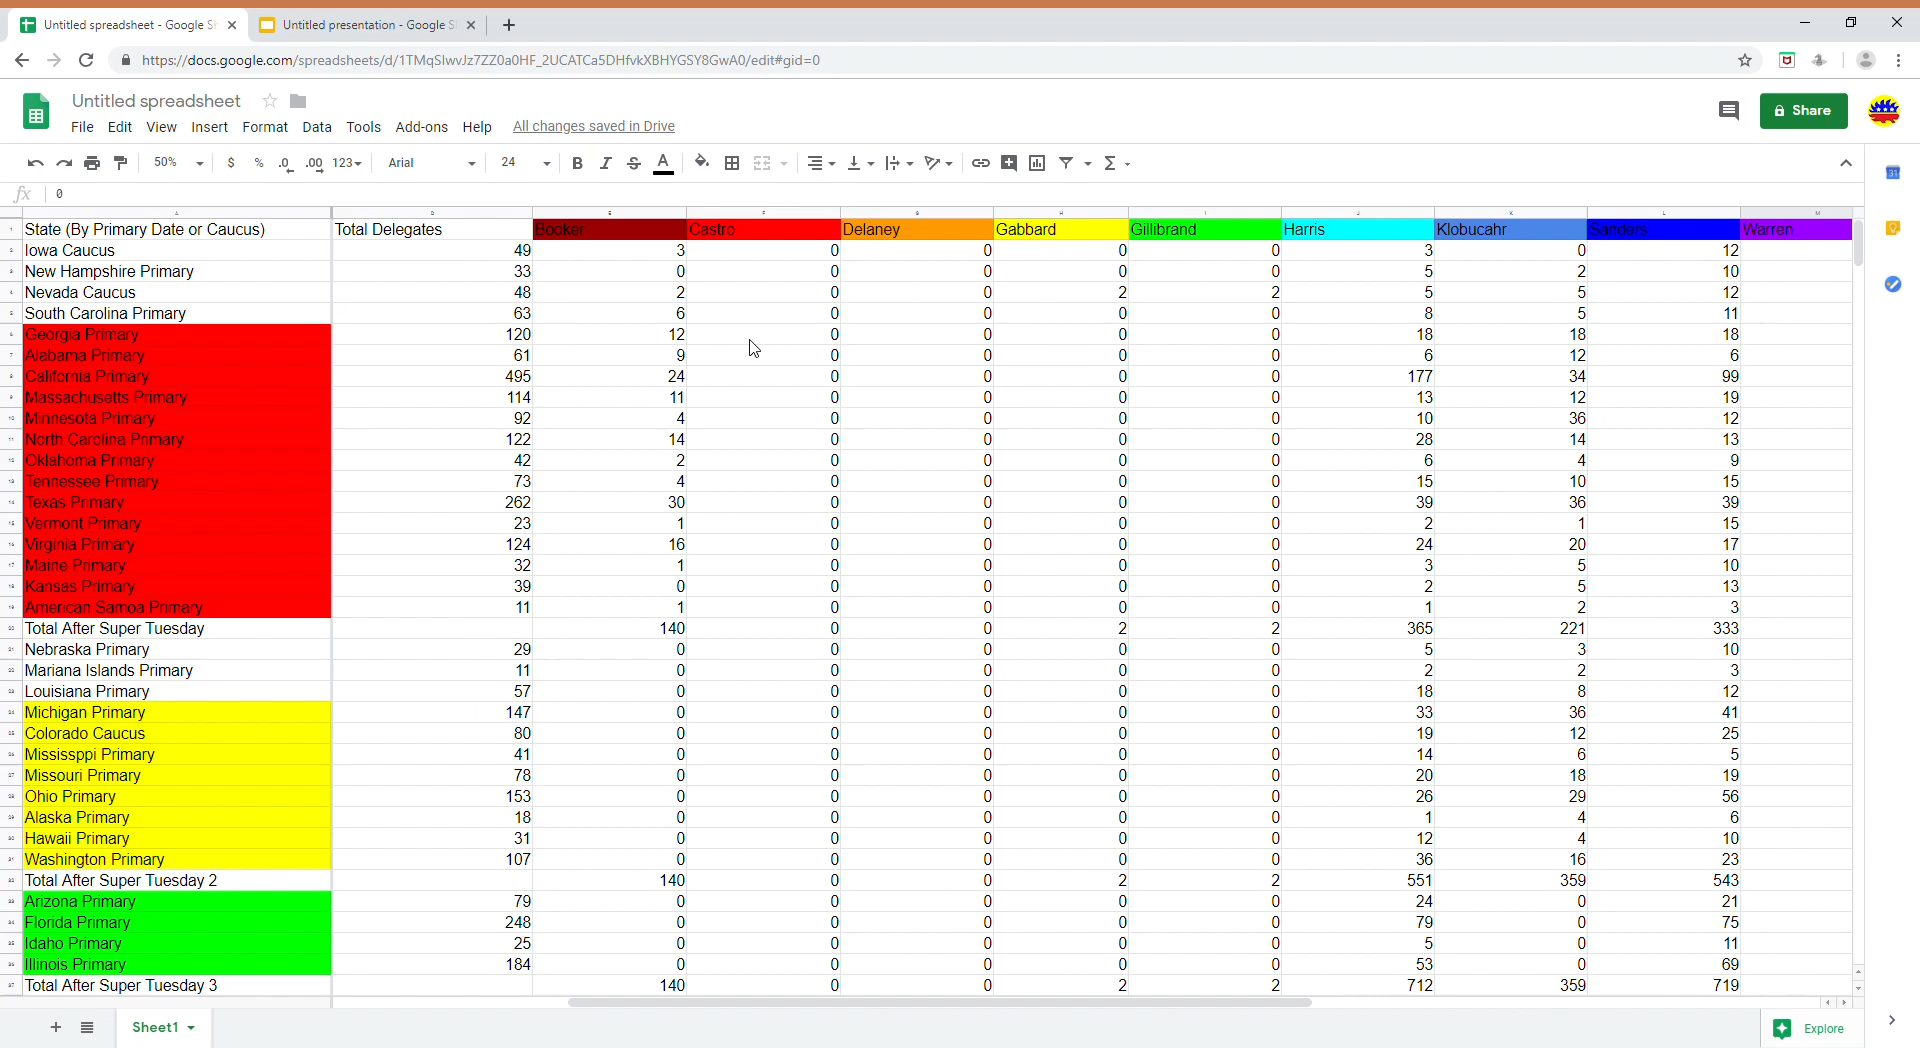 Untitled spreadsheet - Google Sh
Untitled presentation - Google Sl
https://docs.google.com/spreadsheets/d/1TMqSlwvJz7ZZ0a0HF_2UCATCa5DHfvkXBHYGSY8GwA0/edit#gid=0
Untitled spreadsheet
File Edit View Insert Format Data Tools Add-ons Help All changes saved in Drive
Share
50% $ % .0 .00 123 Arial 24 B I S A
fx 0
State (By Primary Date or Caucus) Total Delegates Booker Castro Delaney Gabbard Gillibrand Harris Klobucahr Sanders Warren
Iowa Caucus 49 3 0 0 0 0 3 0 12
New Hampshire Primary 33 0 0 0 0 0 5 2 10
Nevada Caucus 48 2 0 0 2 2 5 5 12
South Carolina Primary 63 6 0 0 0 0 8 5 11
Georgia Primary 120 12 0 0 0 0 18 18 18
Alabama Primary 61 9 0 0 0 0 6 12 6
California Primary 495 24 0 0 0 0 177 34 99
Massachusetts Primary 114 11 0 0 0 0 13 12 19
Minnesota Primary 92 4 0 0 0 0 10 36 12
North Carolina Primary 122 14 0 0 0 0 28 14 13
Oklahoma Primary 42 2 0 0 0 0 6 4 9
Tennessee Primary 73 4 0 0 0 0 15 10 15
Texas Primary 262 30 0 0 0 0 39 36 39
Vermont Primary 23 1 0 0 0 0 2 1 15
Virginia Primary 124 16 0 0 0 0 24 20 17
Maine Primary 32 1 0 0 0 0 3 5 10
Kansas Primary 39 0 0 0 0 0 2 5 13
American Samoa Primary 11 1 0 0 0 0 1 2 3
Total After Super Tuesday 140 0 0 2 2 365 221 333
Nebraska Primary 29 0 0 0 0 0 5 3 10
Mariana Islands Primary 11 0 0 0 0 0 2 2 3
Louisiana Primary 57 0 0 0 0 0 18 8 12
Michigan Primary 147 0 0 0 0 0 33 36 41
Colorado Caucus 80 0 0 0 0 0 19 12 25
Mississppi Primary 41 0 0 0 0 0 14 6 5
Missouri Primary 78 0 0 0 0 0 20 18 19
Ohio Primary 153 0 0 0 0 0 26 29 56
Alaska Primary 18 0 0 0 0 0 1 4 6
Hawaii Primary 31 0 0 0 0 0 12 4 10
Washington Primary 107 0 0 0 0 0 36 16 23
Total After Super Tuesday 2 140 0 0 2 2 551 359 543
Arizona Primary 79 0 0 0 0 0 24 0 21
Florida Primary 248 0 0 0 0 0 79 0 75
Idaho Primary 25 0 0 0 0 0 5 0 11
Illinois Primary 184 0 0 0 0 0 53 0 69
Total After Super Tuesday 3 140 0 0 2 2 712 359 719
Sheet1
Explore